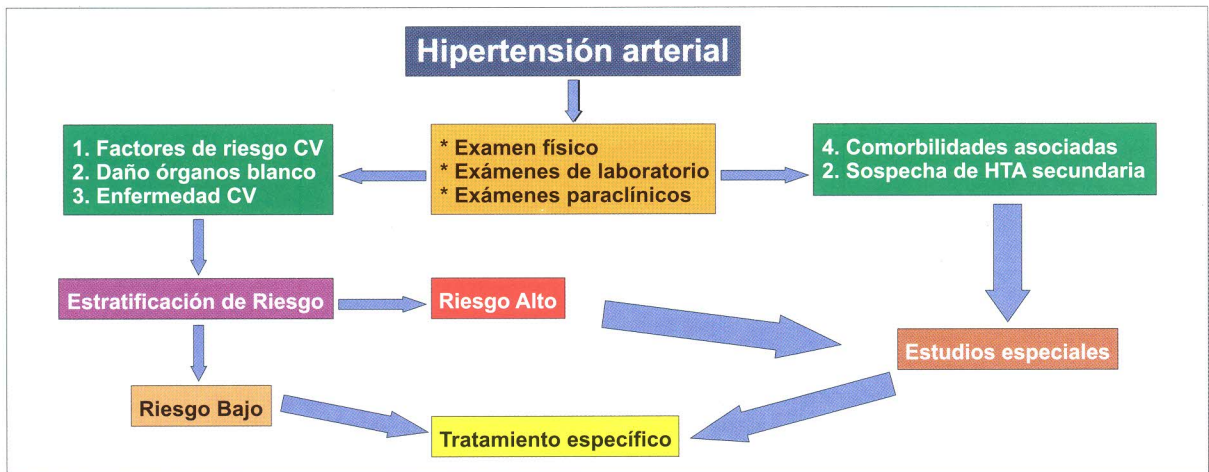 Hipertensión arterial
1. Factores de riesgo CV
2. Daño órganos blanco
3. Enfermedad CV
* Examen físico
* Exámenes de laboratorio
* Exámenes paraclínicos
4. Comorbilidades asociadas
2. Sospecha de HTA secundaria
Estratificación de Riesgo
Riesgo Alto
Estudios especiales
Riesgo Bajo
Tratamiento específico